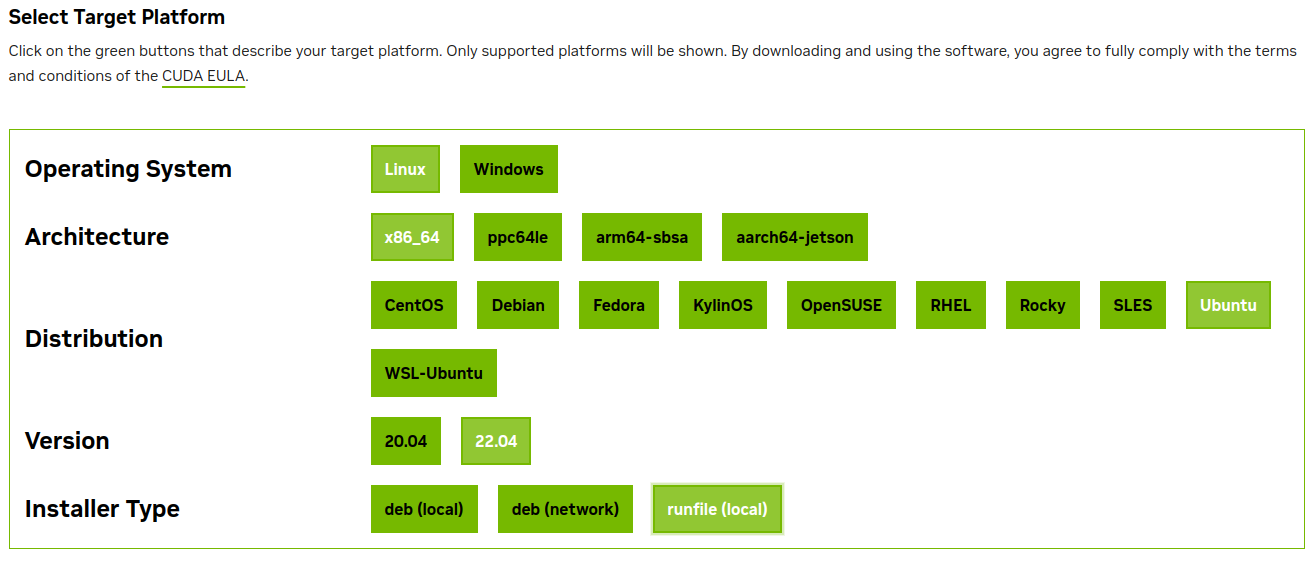 Select Target Platform
Click on the green buttons that describe your target platform. Only supported platforms will be shown. By downloading and using the software, you agree to fully comply with the terms
and conditions of the CUDA EULA.
Operating System Linux Windows
Architecture x86_64 ppc64le arm64-sbsa aarch64-jetson
CentOS Debian Fedora KylinOS OpenSUSE RHEL Rocky SLES Ubuntu
Distribution
WSL-Ubuntu
Version 20.04 22.04
Installer Type deb (local) deb (network) runfile (local)